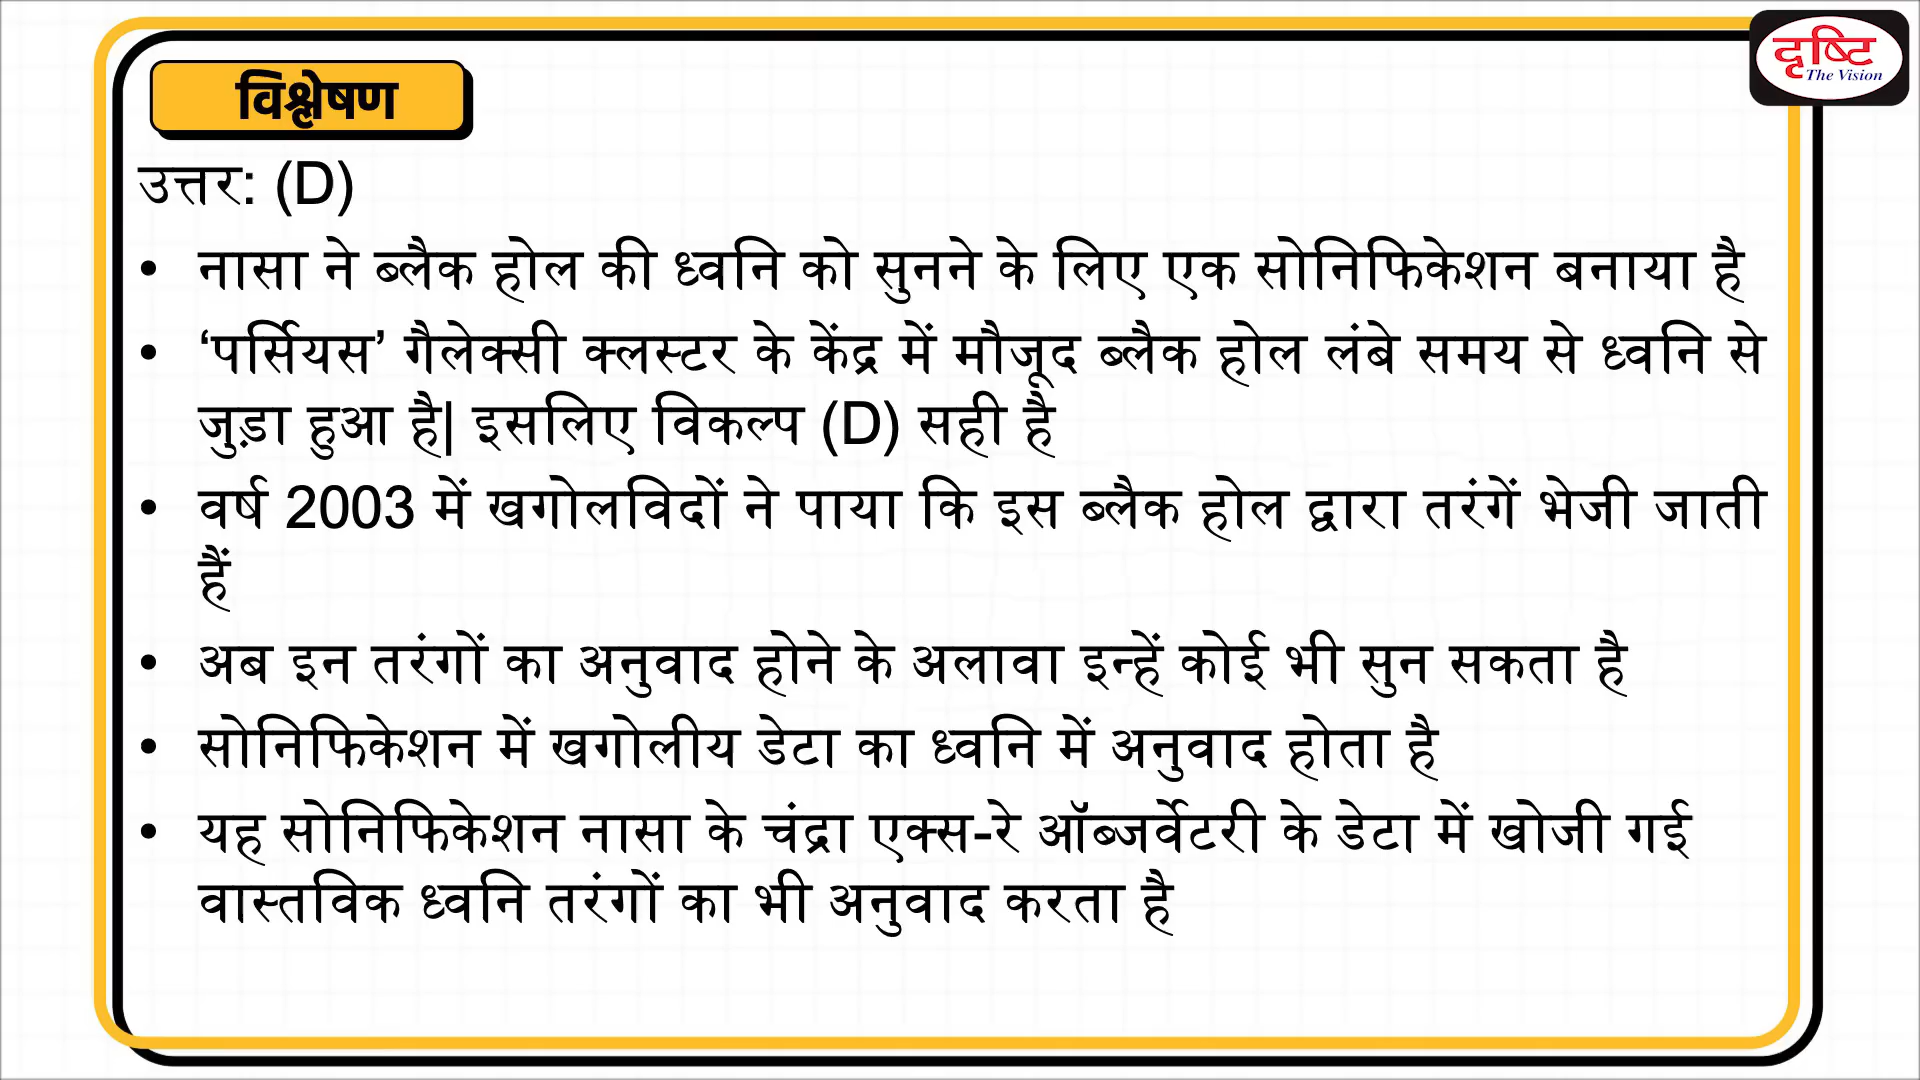 दृष्टि
The Vision
विश्लेषण
उत्तर: (D)
• नासा ने ब्लैक होल की ध्वनि को सुनने के लिए एक सोनिफिकेशन बनाया है
• ‘पर्सियस’ गैलेक्सी क्लस्टर के केंद्र में मौजूद ब्लैक होल लंबे समय से ध्वनि से
जुड़ा हुआ है| इसलिए विकल्प (D) सही है
• वर्ष 2003 में खगोलविदों ने पाया कि इस ब्लैक होल द्वारा तरंगें भेजी जाती
हैं
• अब इन तरंगों का अनुवाद होने के अलावा इन्हें कोई भी सुन सकता है
• सोनिफिकेशन में खगोलीय डेटा का ध्वनि में अनुवाद होता है
• यह सोनिफिकेशन नासा के चंद्रा एक्स-रे ऑब्जर्वेटरी के डेटा में खोजी गई
वास्तविक ध्वनि तरंगों का भी अनुवाद करता है